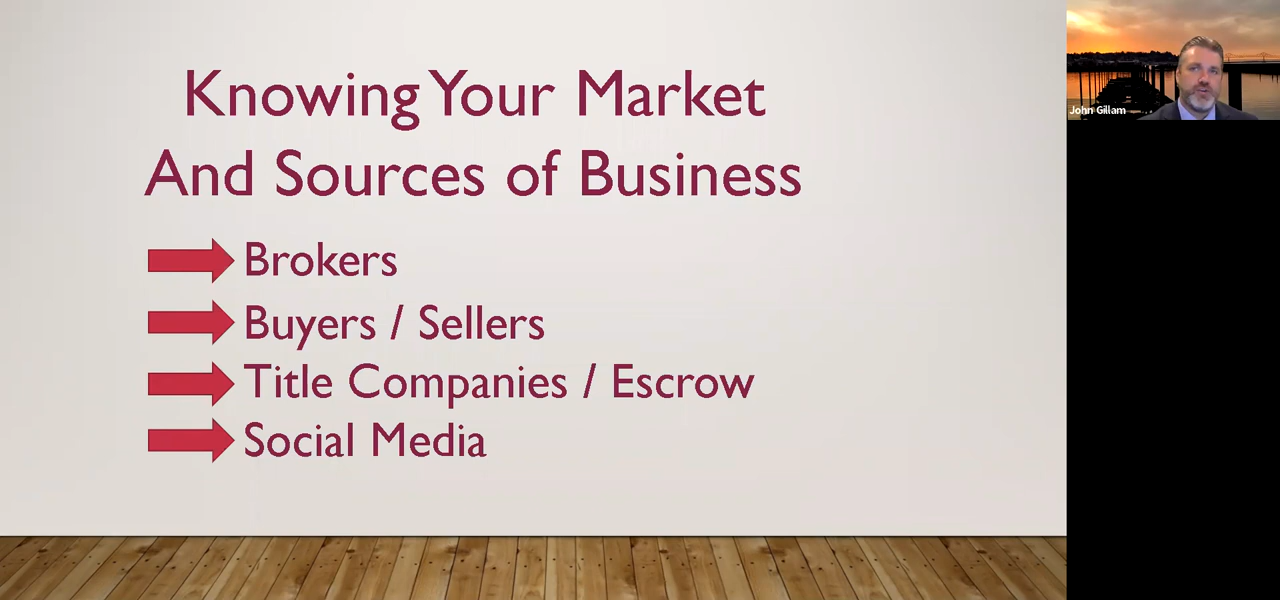 Knowing Your Market
And Sources of Business
Brokers
Buyers / Sellers
Title Companies / Escrow
Social Media
John Gillam